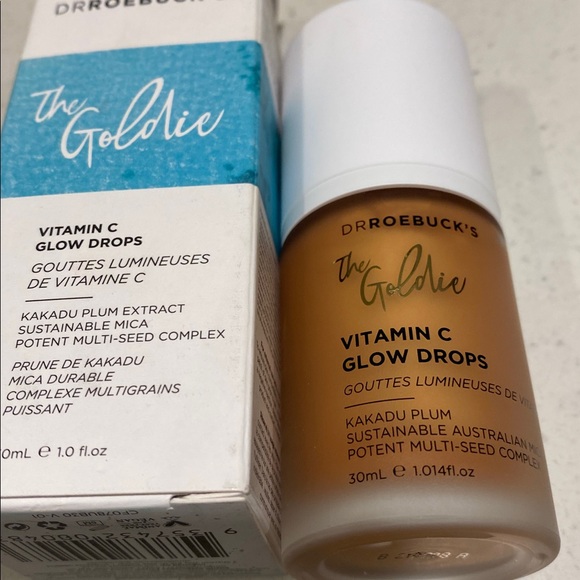 DRROEBUCK'S
The
Goldie
VITAMIN C
GLOW DROPS
GOUTTES LUMINEUSES
DE VITAMINE C
KAKADU PLUM EXTRACT
SUSTAINABLE MICA
POTENT MULTI-SEED COMPLEX
PRUNE DE KAKADU
MICA DURABLE
COMPLEXE MULTIGRAINS
PUISSANT
0mL e 1.0 fl.oz
DRROEBUCK'S
The
Goldie
VITAMIN C
GLOW DROPS
GOUTTES LUMINEUSES DE
KAKADU PLUM
SUSTAINABLE AUSTRALIAN
POTENT MULTI-SEED COMPLEX
30mL e 1.014fl.oz